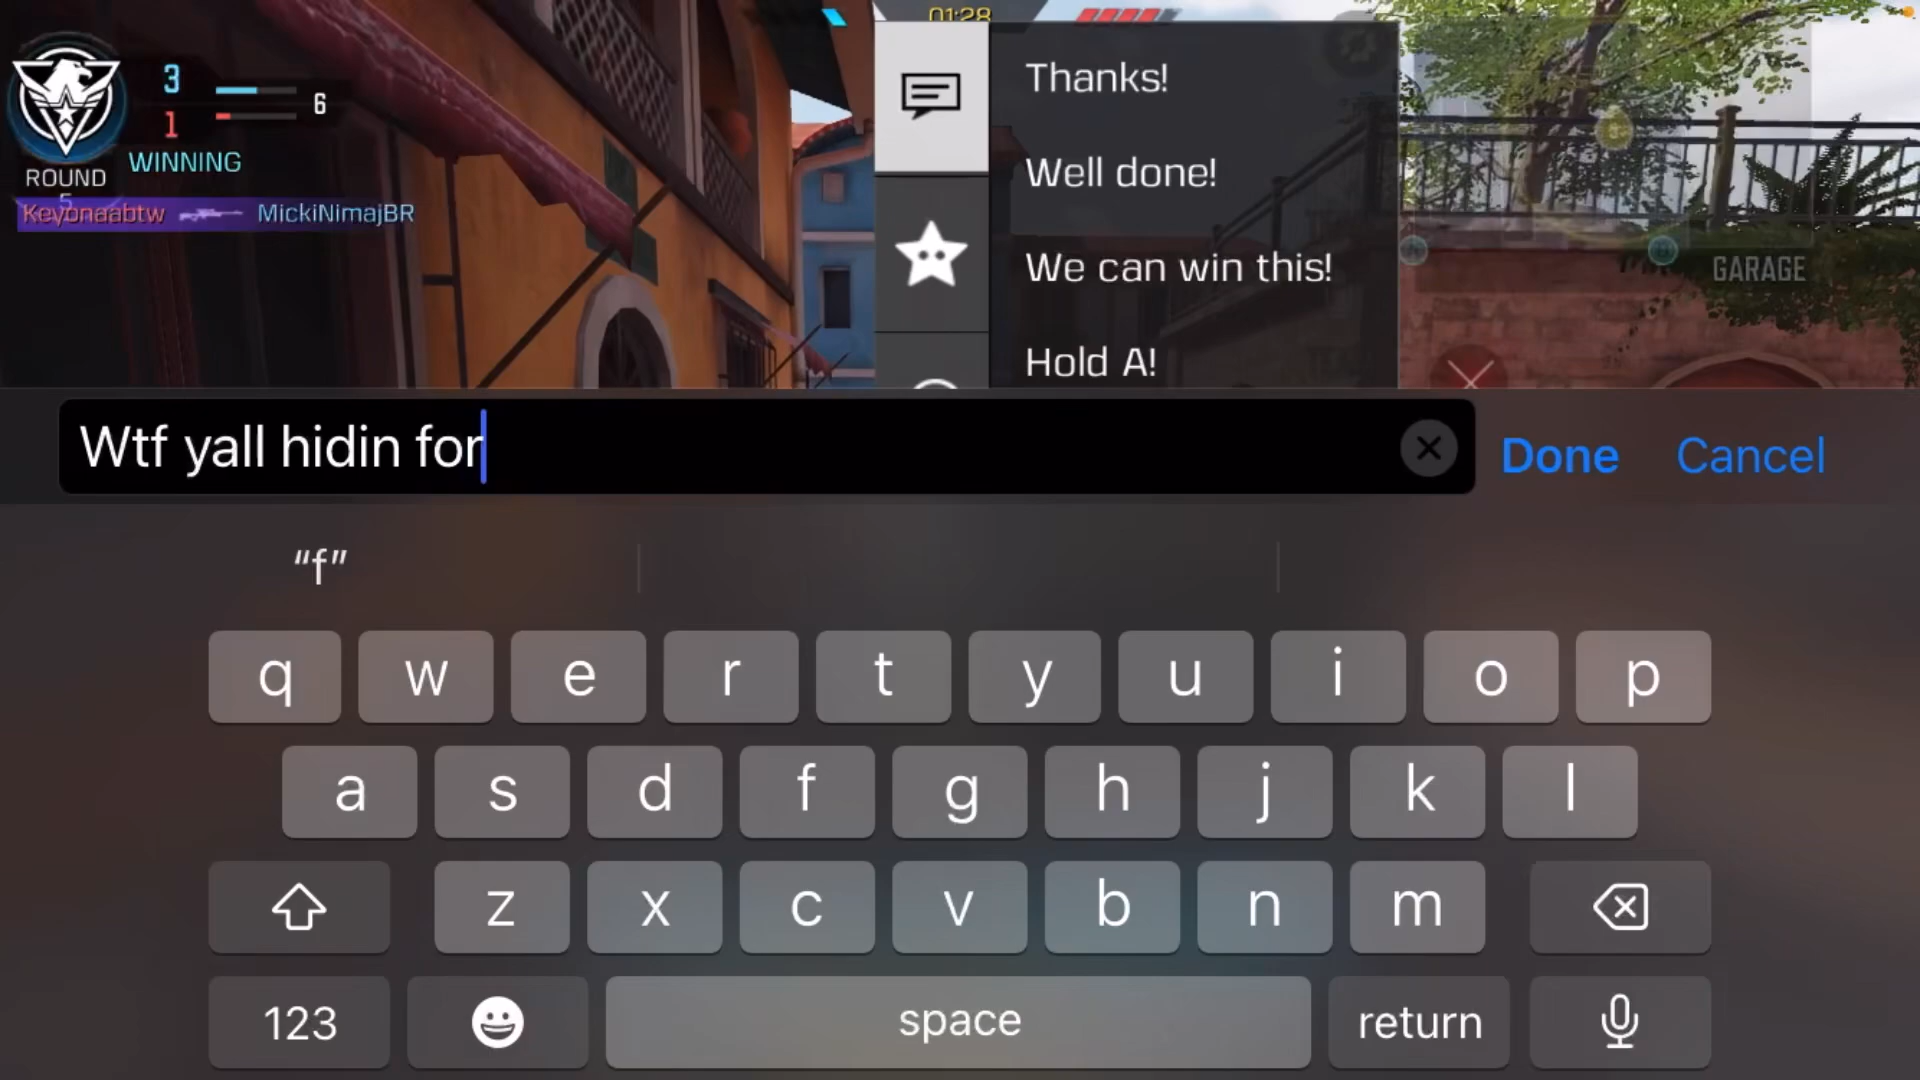 01:28
3
1
6
WINNING
ROUND
5
Keyonaabtw MickiNimajBR
Thanks!
Well done!
We can win this!
Hold A!
GARAGE
Wtf yall hidin for
Done
Cancel
“f”
q w e r t y u i o p
a s d f g h j k l
z x c v b n m
123 space return